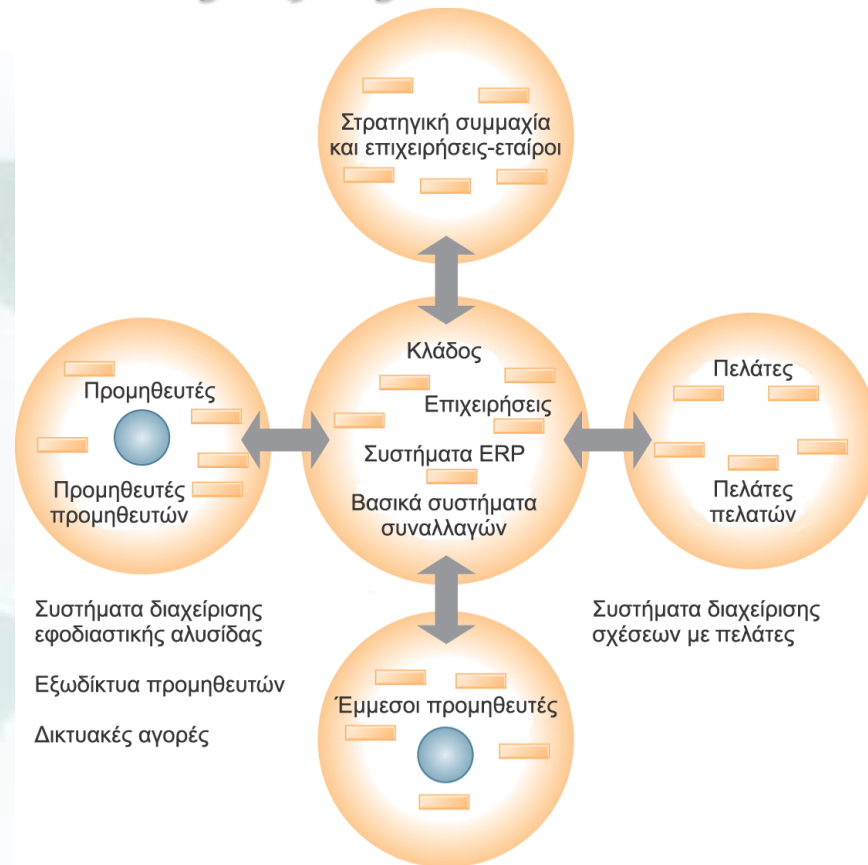 Στρατηγική συμμαχία
και επιχειρήσεις-εταίροι
Κλάδος
Επιχειρήσεις
Συστήματα ERP
Βασικά συστήματα
συναλλαγών
Προμηθευτές
Προμηθευτές
προμηθευτών
Πελάτες
Πελάτες
πελατών
Συστήματα διαχείρισης
εφοδιαστικής αλυσίδας
Εξωδίκτυα προμηθευτών
Δικτυακές αγορές
Συστήματα διαχείρισης
σχέσεων με πελάτες
Έμμεσοι προμηθευτές